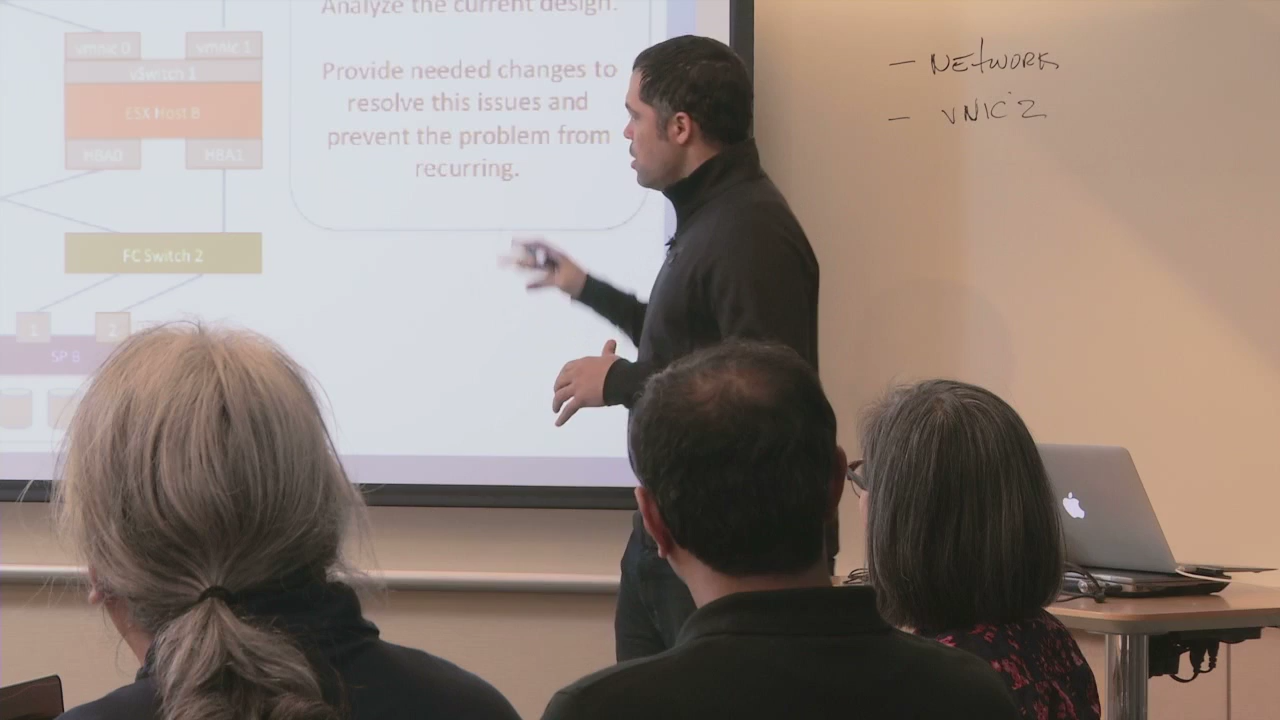 Analyze the current design.
Provide needed changes to
resolve this issues and
prevent the problem from
recurring.
vmnic 0
vmnic 1
vSwitch 1
ESX Host B
HBA0
HBA1
FC Switch 2
1
2
SP B
- NETWORK
- VNIC 2